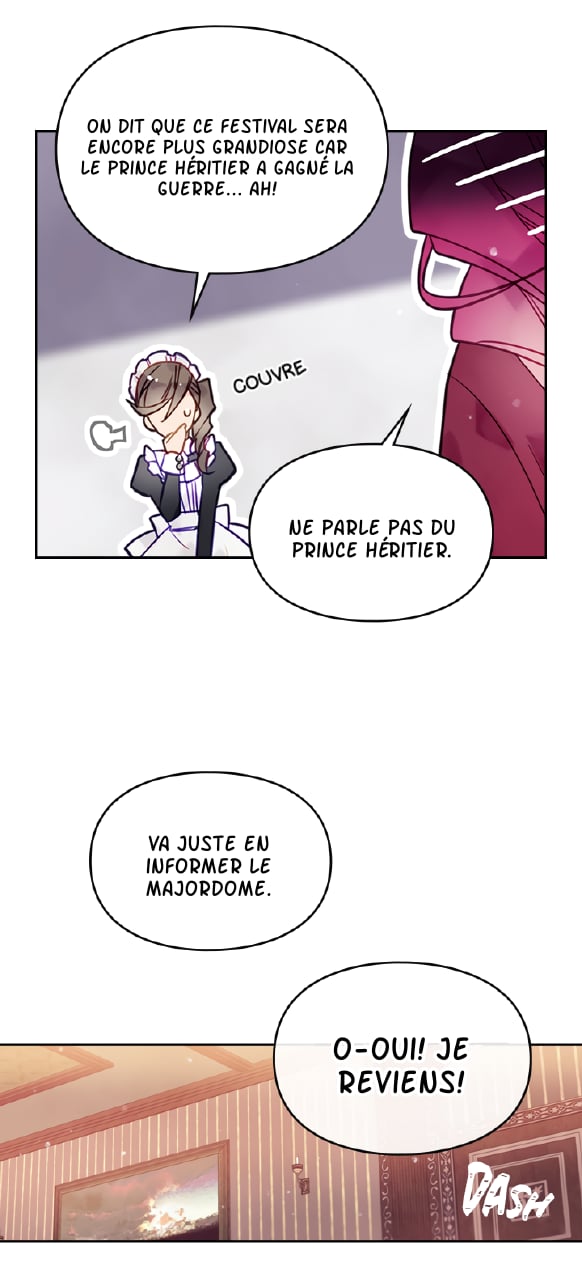 ON DIT QUE CE FESTIVAL SERA
ENCORE PLUS GRANDIOSE CAR
LE PRINCE HÉRITIER A GAGNÉ LA
GUERRE... AH!
COUVRE
NE PARLE PAS DU
PRINCE HÉRITIER.
VA JUSTE EN
INFORMER LE
MAJORDOME.
O-OUI! JE
REVIENS!
DASH